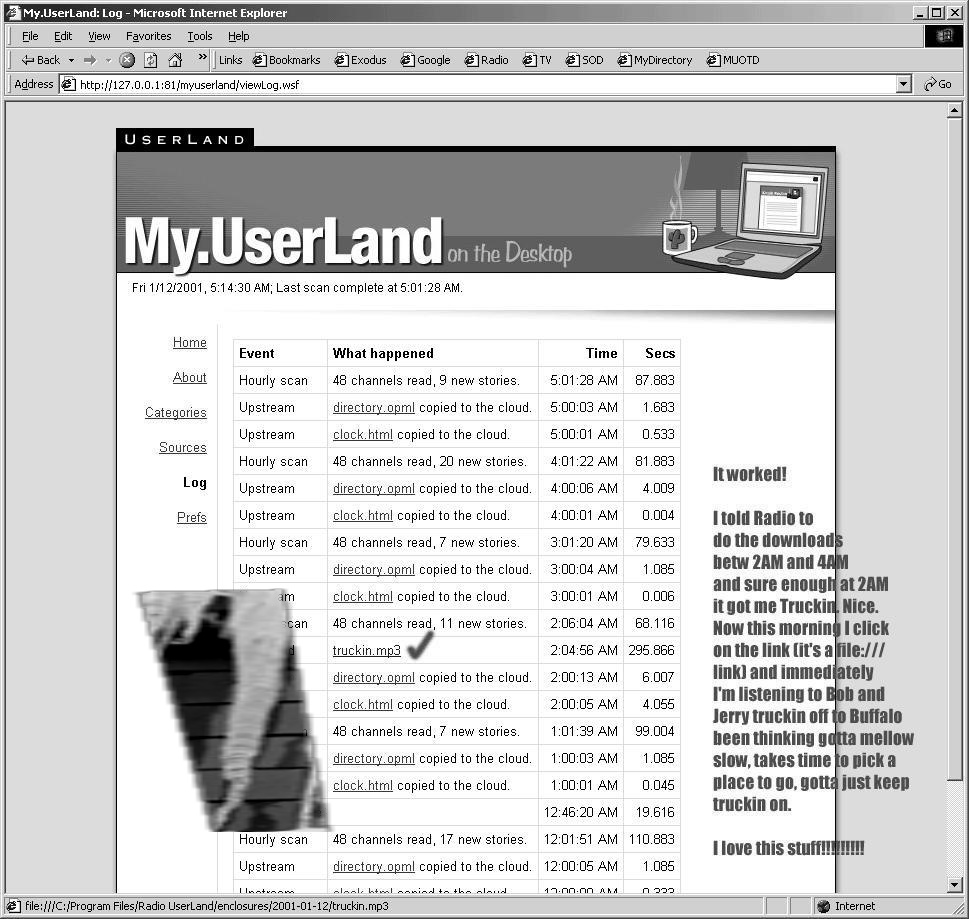 My.UserLand: Log - Microsoft Internet Explorer
File Edit View Favorites Tools Help
Back » Links Bookmarks Exodus Google Radio TV SOD MyDirectory MUOTD
Address http://127.0.0.1:81/myuserland/viewLog.wsf Go
USERLAND
My.UserLand on the Desktop
Fri 1/12/2001, 5:14:30 AM; Last scan complete at 5:01:28 AM.
Home
About
Categories
Sources
Log
Prefs
Event What happened Time Secs
Hourly scan 48 channels read, 9 new stories. 5:01:28 AM 87.883
Upstream directory.opml copied to the cloud. 5:00:03 AM 1.683
Upstream clock.html copied to the cloud. 5:00:01 AM 0.533
Hourly scan 48 channels read, 20 new stories. 4:01:22 AM 81.883
Upstream directory.opml copied to the cloud. 4:00:06 AM 4.009
Upstream clock.html copied to the cloud. 4:00:01 AM 0.004
Hourly scan 48 channels read, 7 new stories. 3:01:20 AM 79.633
Upstream directory.opml copied to the cloud. 3:00:04 AM 1.085
am clock.html copied to the cloud. 3:00:01 AM 0.006
can 48 channels read, 11 new stories. 2:06:04 AM 68.116
d truckin.mp3 2:04:56 AM 295.866
directory.opml copied to the cloud. 2:00:13 AM 6.007
clock.html copied to the cloud. 2:00:05 AM 4.055
48 channels read, 7 new stories. 1:01:39 AM 99.004
directory.opml copied to the cloud. 1:00:03 AM 1.085
clock.html copied to the cloud. 1:00:01 AM 0.045
12:46:20 AM 19.616
Hourly scan 48 channels read, 17 new stories. 12:01:51 AM 110.883
Upstream directory.opml copied to the cloud. 12:00:05 AM 1.085
Upstream clock.html copied to the cloud. 12:00:00 AM 0.333
It worked!
I told Radio to
do the downloads
betw 2AM and 4AM
and sure enough at 2AM
it got me Truckin. Nice.
Now this morning I click
on the link (it's a file:///
link) and immediately
I'm listening to Bob and
Jerry truckin off to Buffalo
been thinking gotta mellow
slow, takes time to pick a
place to go, gotta just keep
truckin on.
I love this stuff!!!!!!!!!
file:///C:/Program Files/Radio UserLand/enclosures/2001-01-12/truckin.mp3 Internet